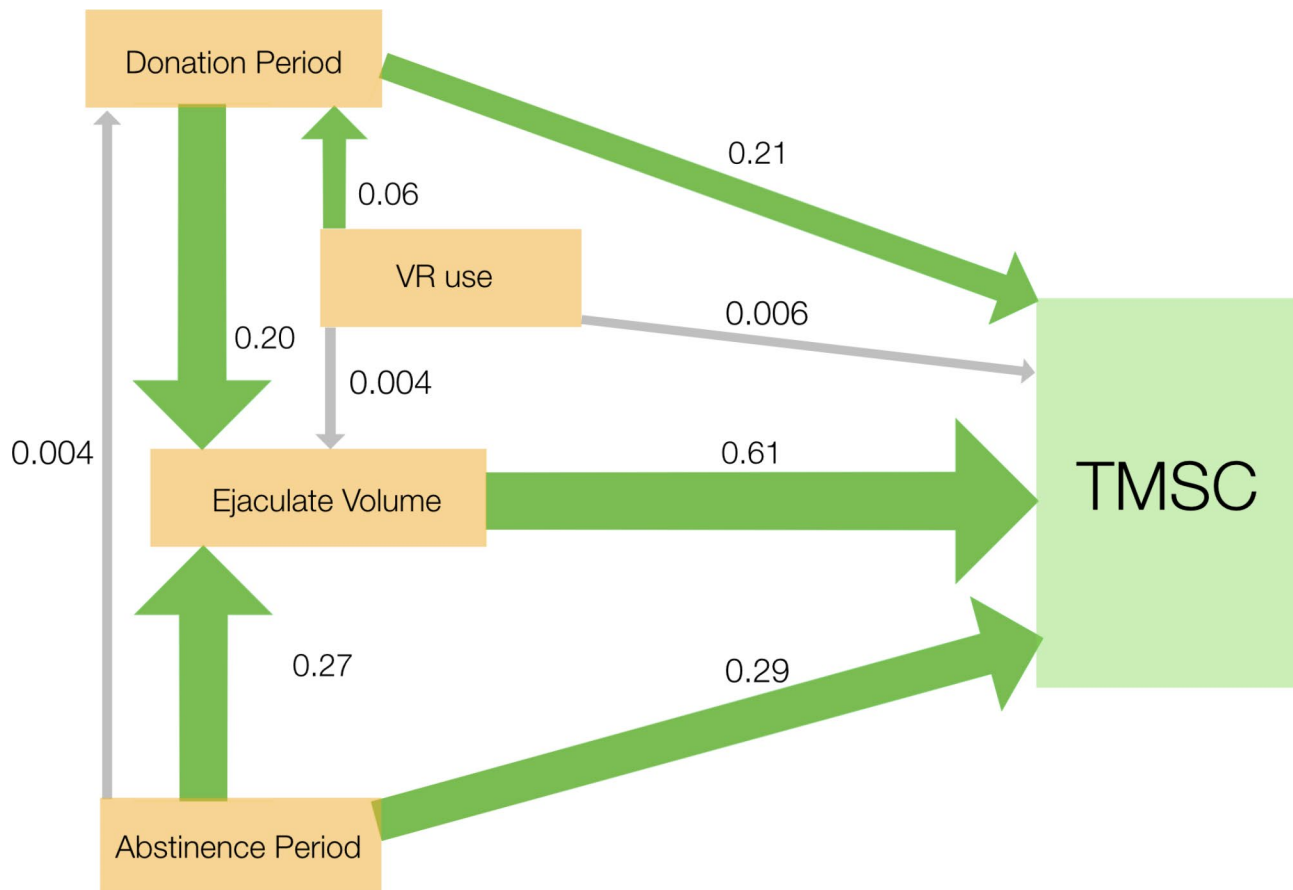 Donation Period
0.21
0.06
VR use
0.006
0.20
0.004
0.004
0.61
Ejaculate Volume
TMSC
0.27
0.29
Abstinence Period